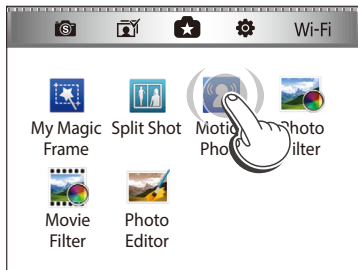 Wi-Fi
My Magic
Frame
Split Shot
Motio
Pho
Photo
ilter
Movie
Filter
Photo
Editor